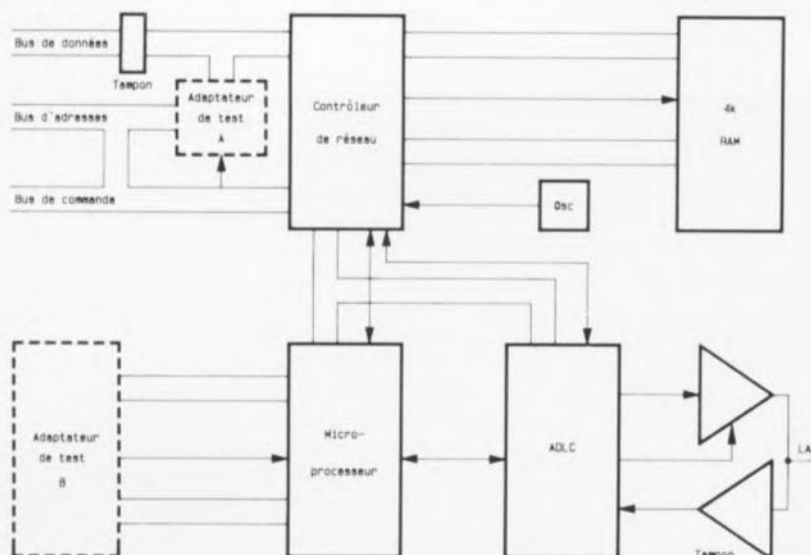 Bus de données
Tampon
Adaptateur
de test
A
Bus d'adresses
Bus de commande
Contrôleur
de réseau
4k
RAM
Osc
Adaptateur
de test
B
Micro-
processeur
ADLC
LA
Tampon